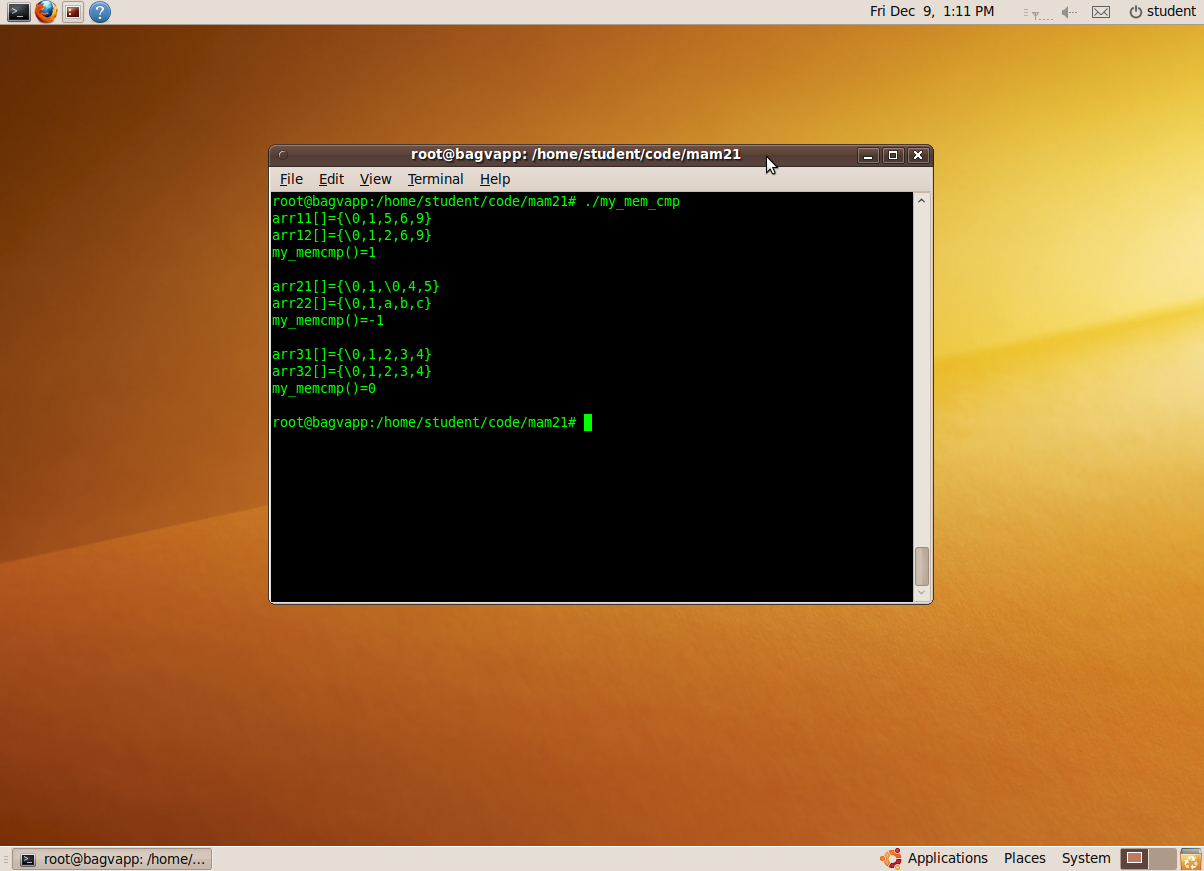 Fri Dec 9, 1:11 PM
student
root@bagvapp: /home/student/code/mam21
File Edit View Terminal Help
root@bagvapp:/home/student/code/mam21# ./my_mem_cmp
arr11[]={\0,1,5,6,9}
arr12[]={\0,1,2,6,9}
my_memcmp()=1
arr21[]={\0,1,\0,4,5}
arr22[]={\0,1,a,b,c}
my_memcmp()=-1
arr31[]={\0,1,2,3,4}
arr32[]={\0,1,2,3,4}
my_memcmp()=0
root@bagvapp:/home/student/code/mam21#
root@bagvapp: /home/...
Applications Places System